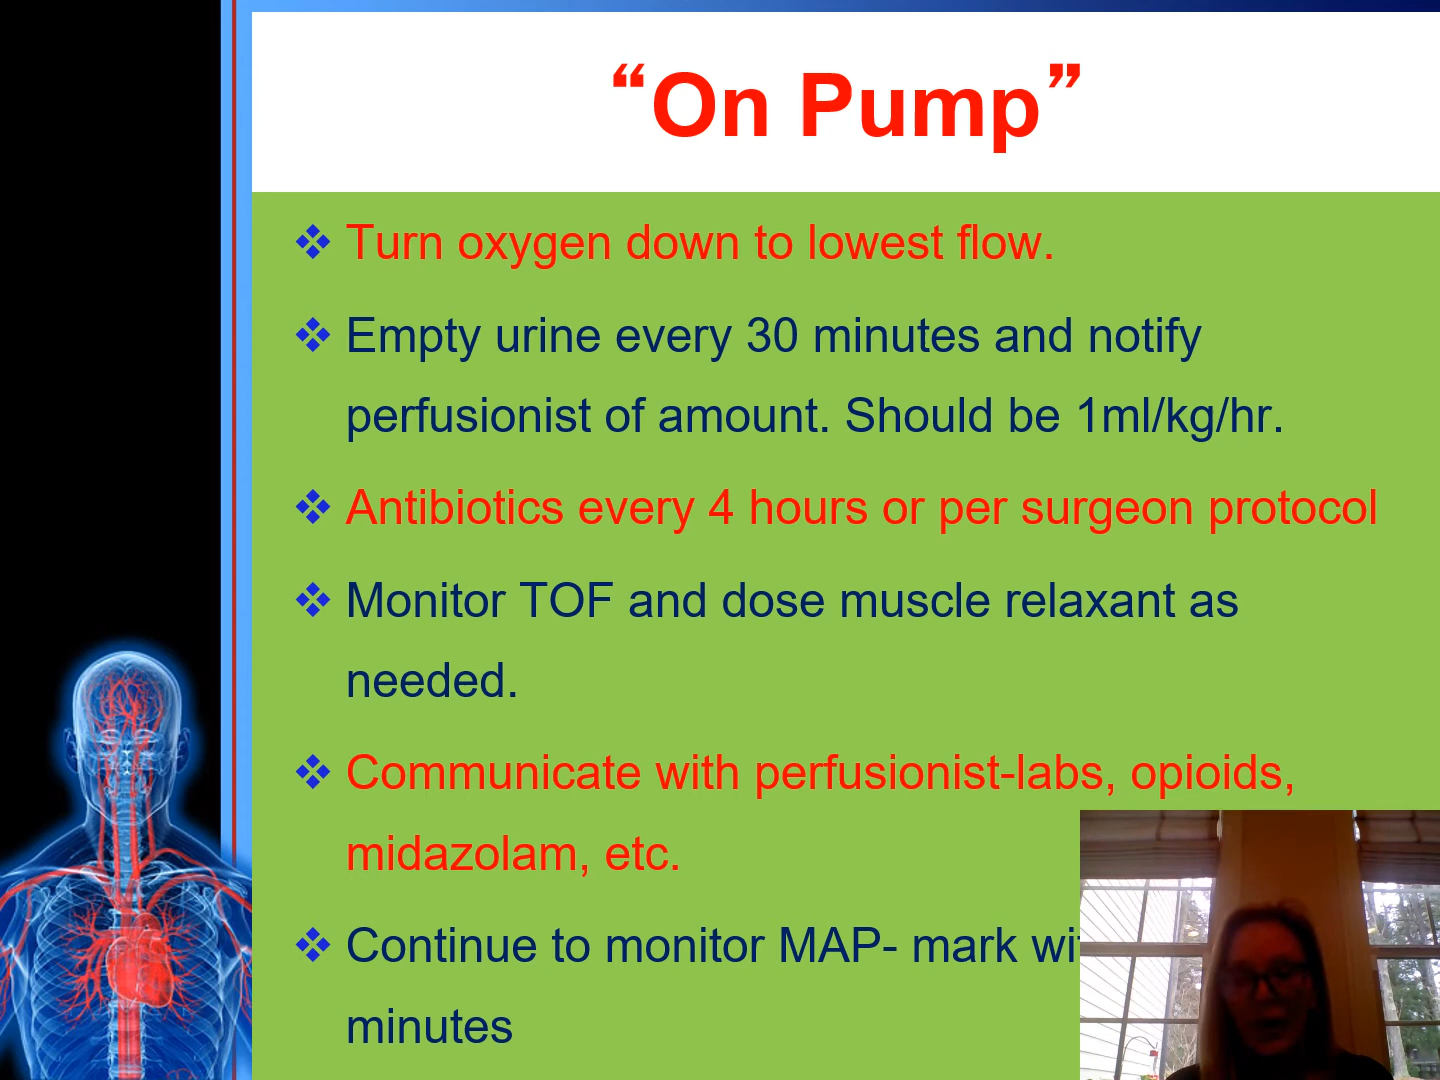 “On Pump”
❖ Turn oxygen down to lowest flow.
❖ Empty urine every 30 minutes and notify
perfusionist of amount. Should be 1ml/kg/hr.
❖ Antibiotics every 4 hours or per surgeon protocol
❖ Monitor TOF and dose muscle relaxant as
needed.
❖ Communicate with perfusionist-labs, opioids,
midazolam, etc.
❖ Continue to monitor MAP- mark
minutes